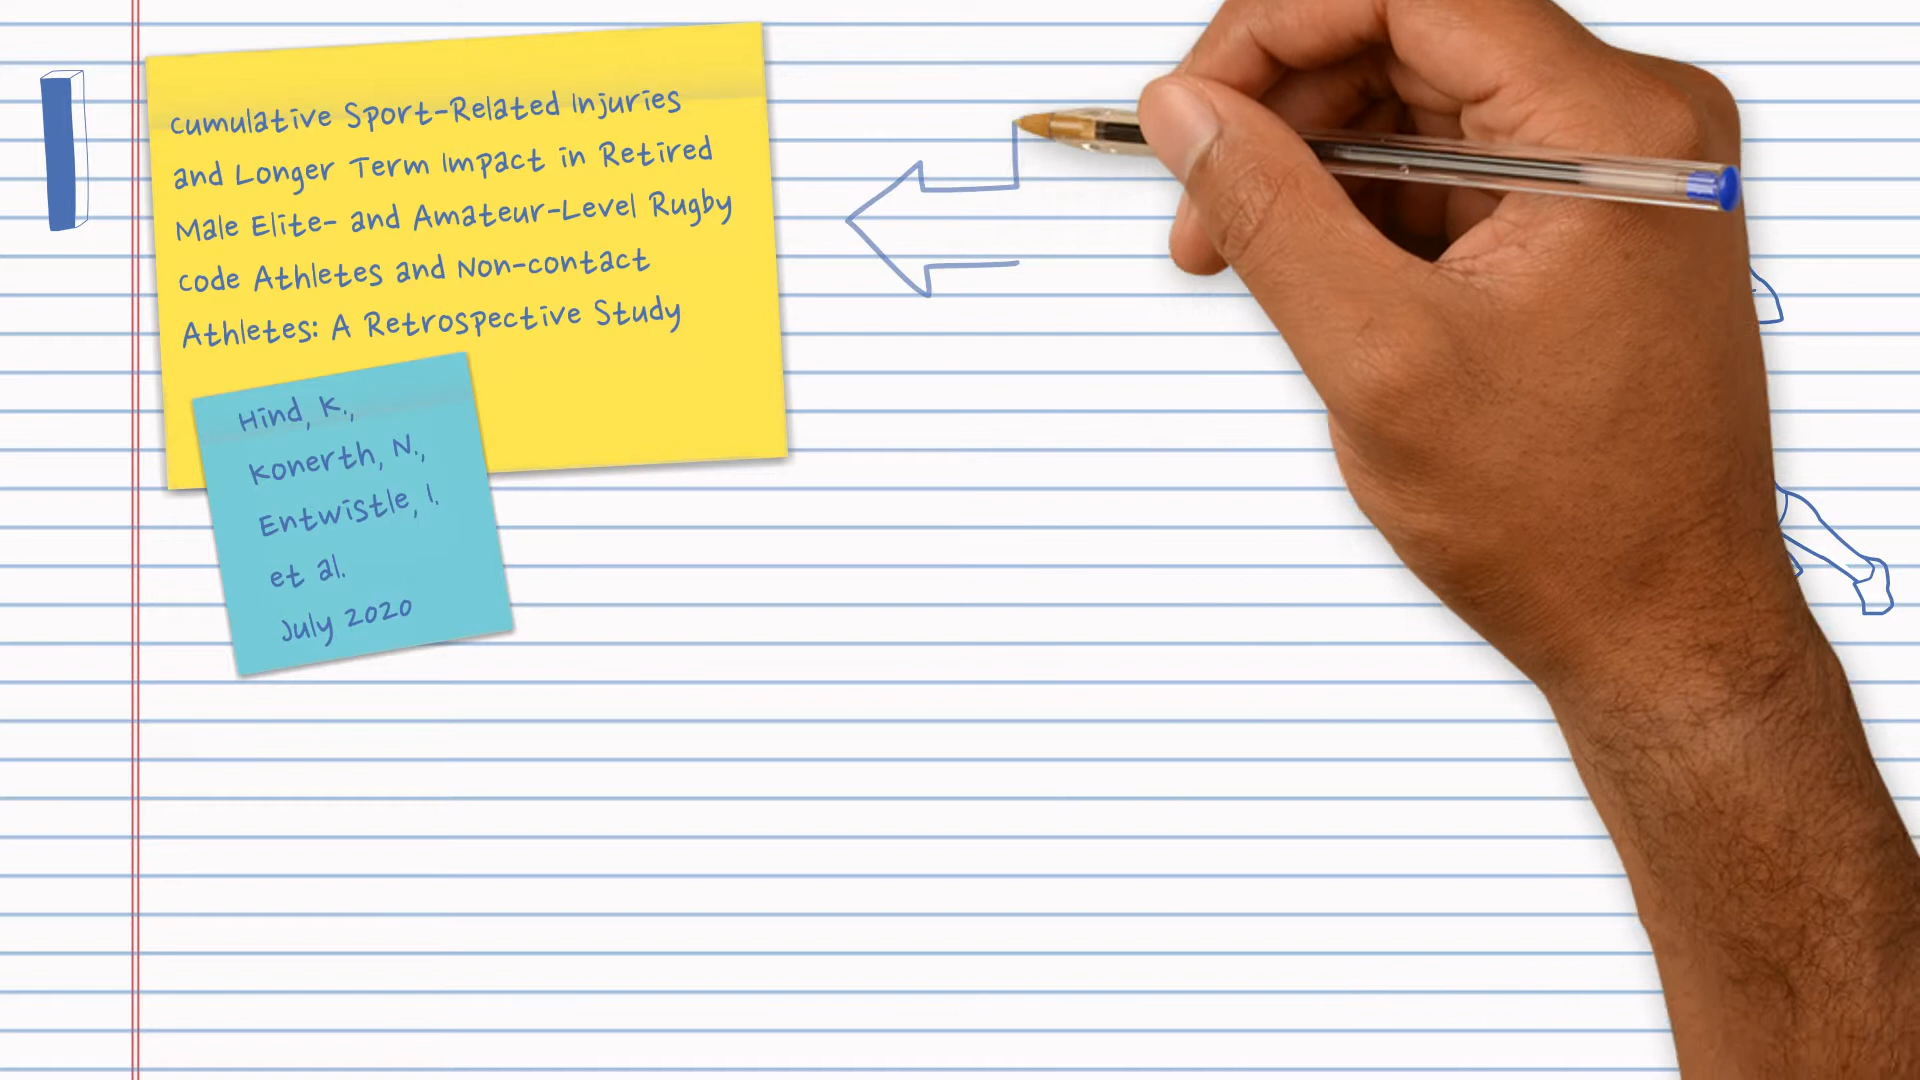 1
Cumulative Sport-Related Injuries
and Longer Term Impact in Retired
Male Elite- and Amateur-Level Rugby
Code Athletes and Non-contact
Athletes: A Retrospective Study
Hind, K.,
Konerth, N.,
Entwistle, I.
et al.
July 2020